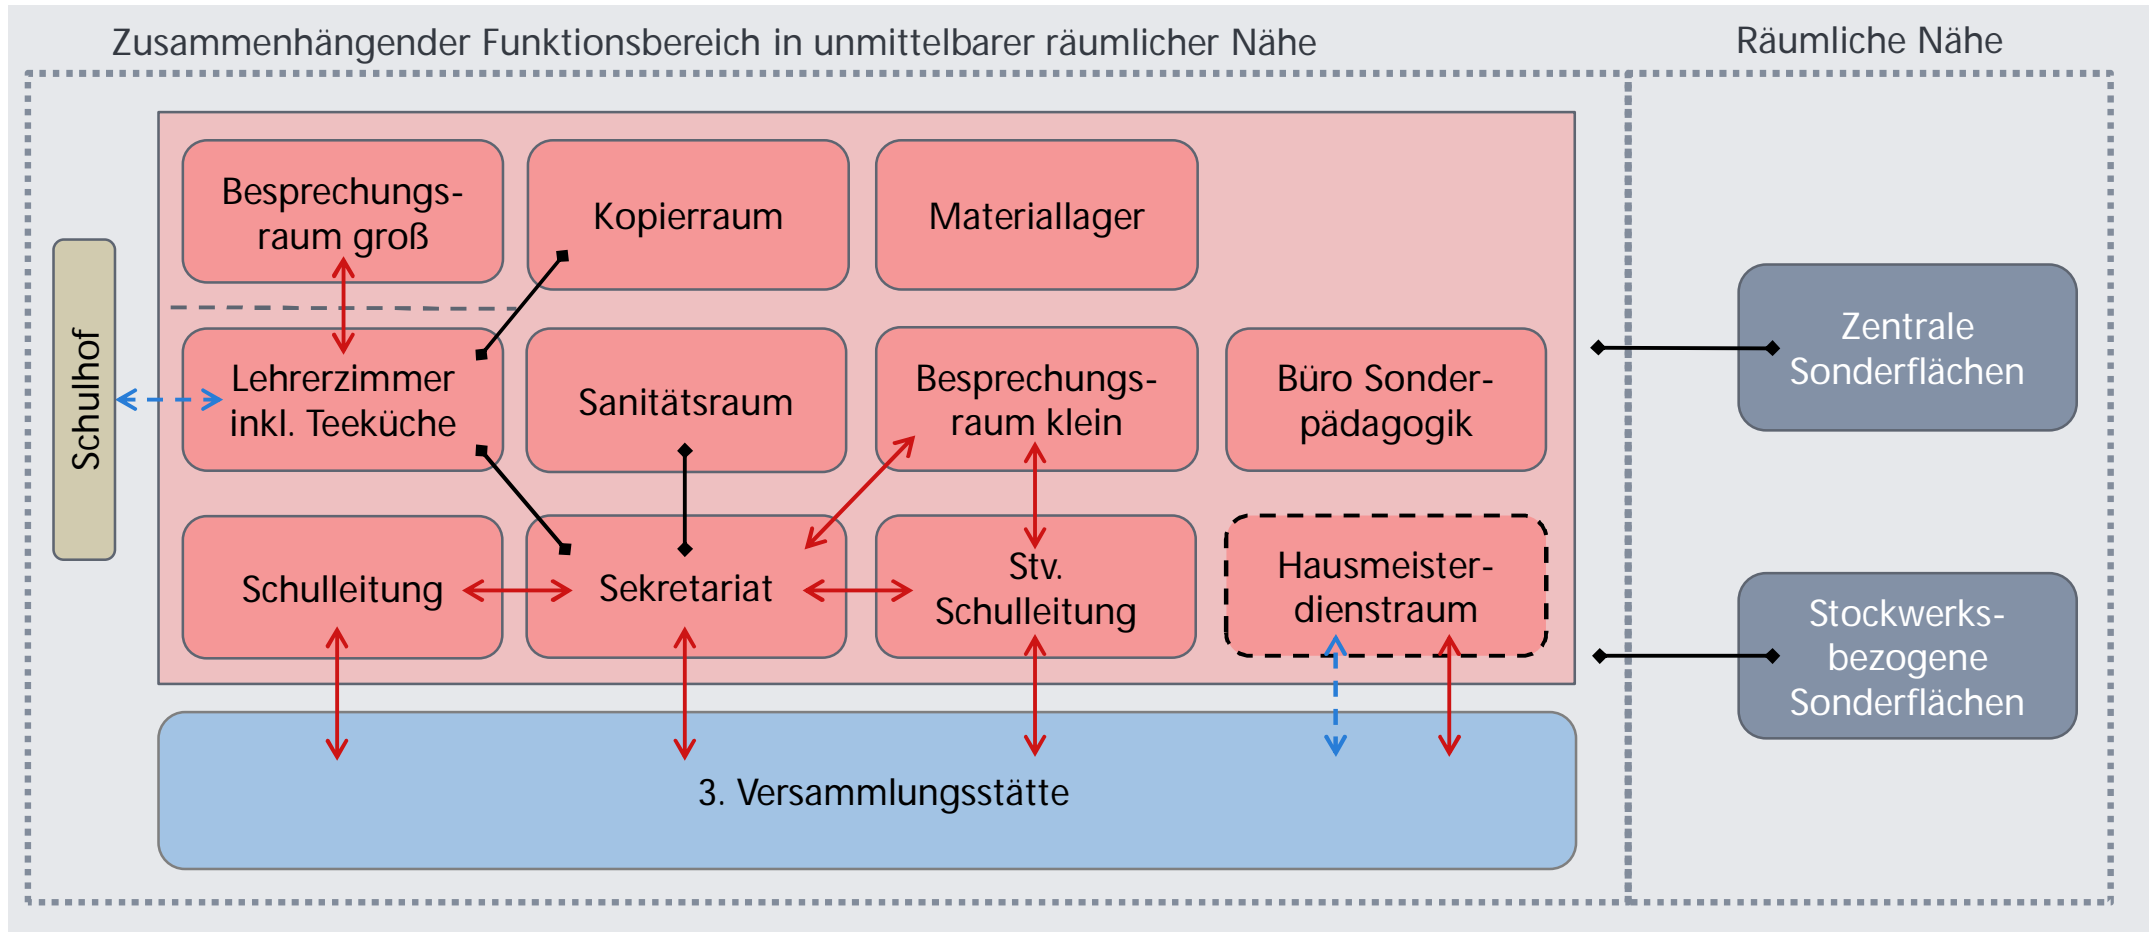 Zusammenhängender Funktionsbereich in unmittelbarer räumlicher Nähe
Räumliche Nähe
Besprechungs-
raum groß
Kopierraum
Materiallager
Schulhof
Lehrerzimmer
inkl. Teeküche
Sanitätsraum
Besprechungs-
raum klein
Büro Sonder-
pädagogik
Zentrale
Sonderflächen
Schulleitung
Sekretariat
Stv.
Schulleitung
Hausmeister-
dienstraum
Stockwerks-
bezogene
Sonderflächen
3. Versammlungsstätte